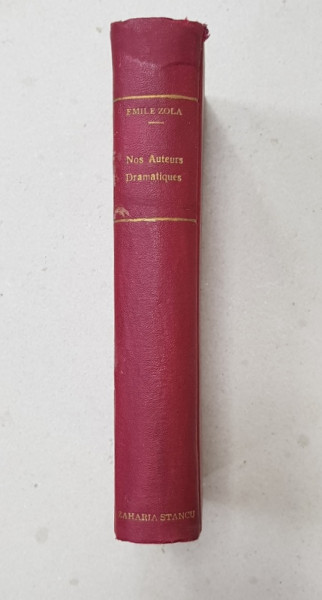 EMILE ZOLA
Nos Auteurs
Dramatiques
ZAHARIA STANCU